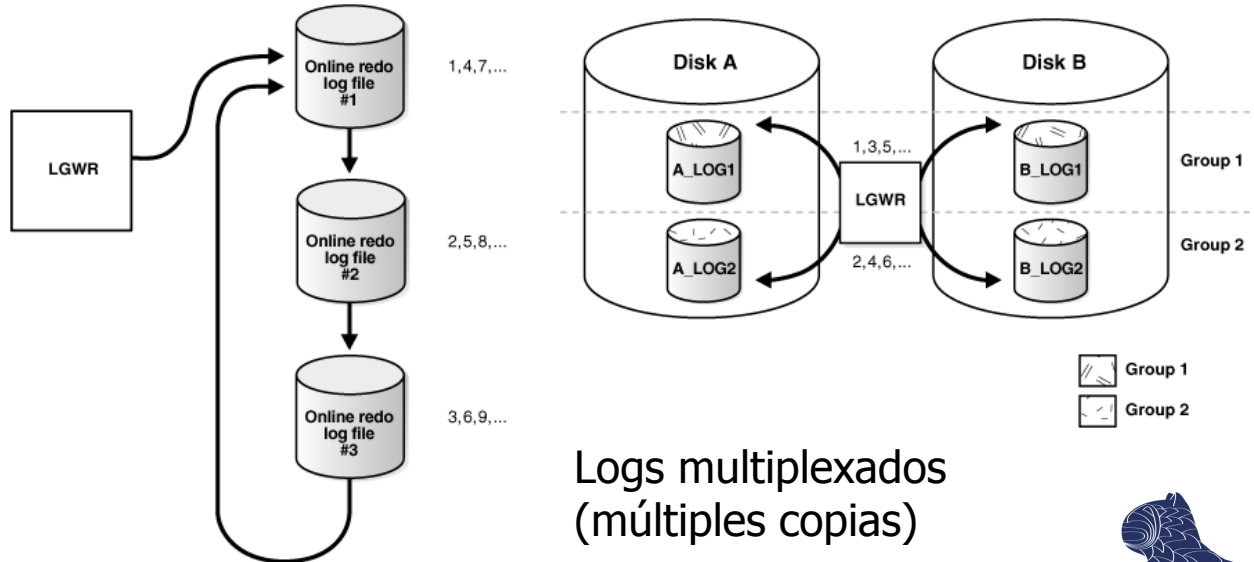 LGWR
Online redo
log file
#1
1,4,7,...
Online redo
log file
#2
2,5,8,...
Online redo
log file
#3
3,6,9,...
Disk A
Disk B
A_LOG1
1,3,5,...
B_LOG1
Group 1
LGWR
A_LOG2
2,4,6,...
B_LOG2
Group 2
Group 1
Group 2
Logs multiplexados
(múltiples copias)